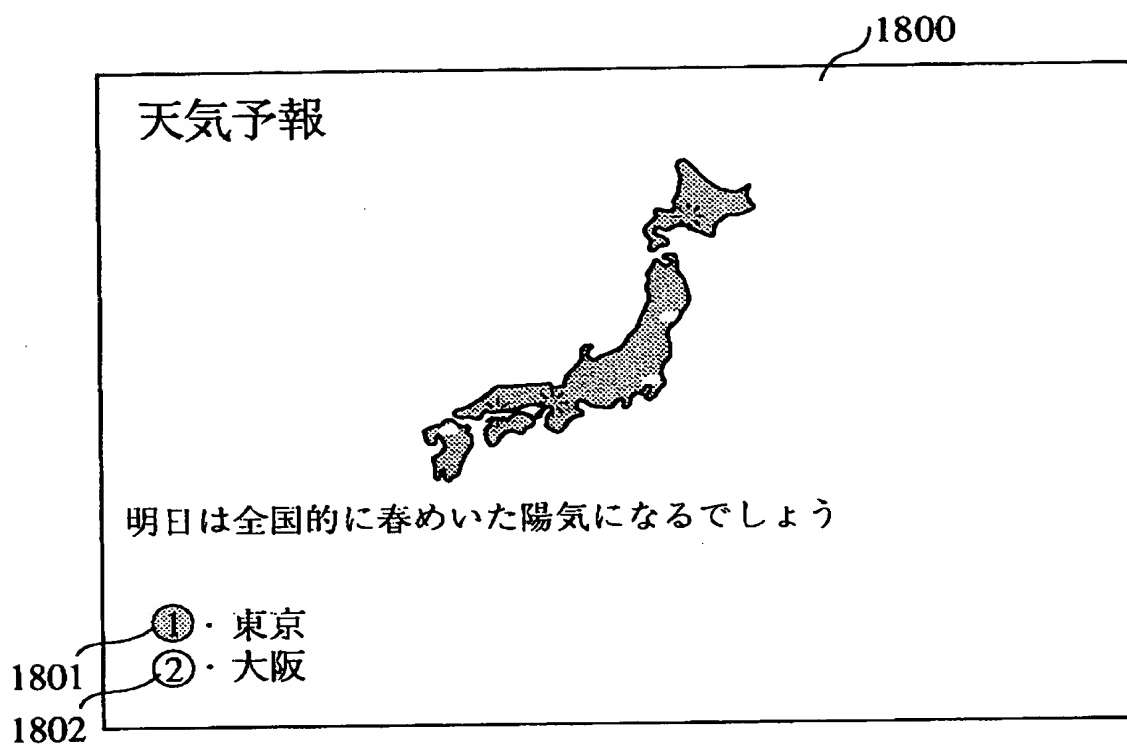 1800
天気予報
明日は全国的に春めいた陽気になるでしょう
①・東京
②・大阪
1801
1802